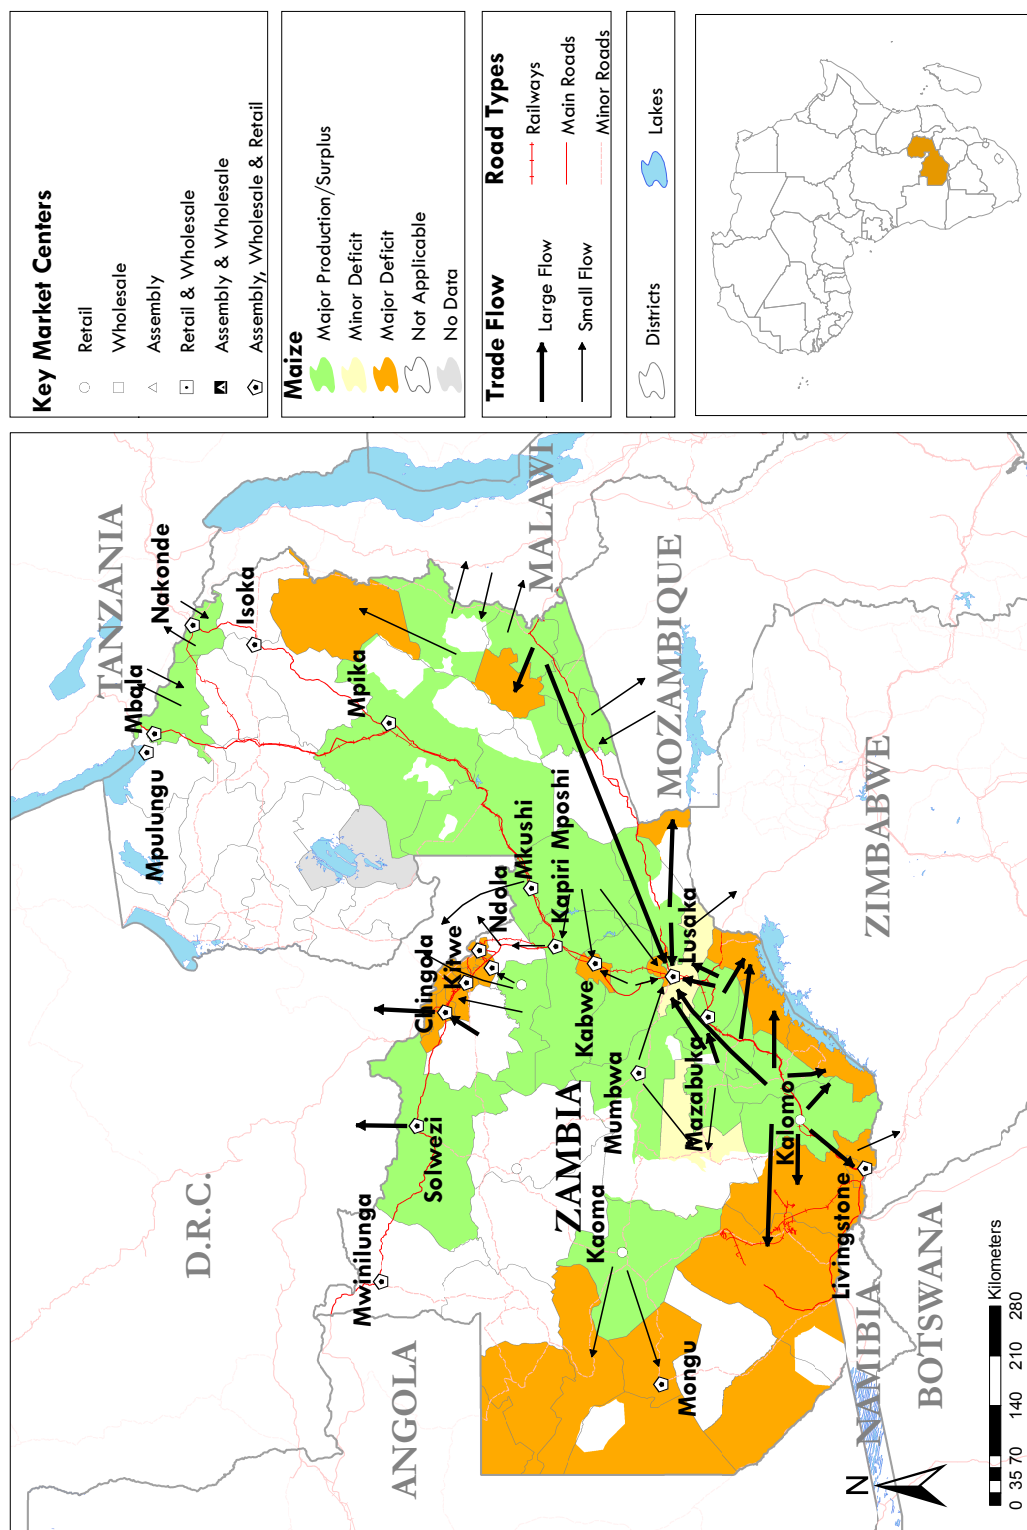 Key Market Centers
Retail
Wholesale
Assembly
Retail & Wholesale
Assembly & Wholesale
Assembly, Wholesale & Retail
Maize
Major Production/Surplus
Minor Deficit
Major Deficit
Not Applicable
No Data
Trade Flow
Large Flow
Small Flow
Road Types
Railways
Main Roads
Minor Roads
Districts
Lakes
TANZANIA
Nakonde
Isoka
Mbala
Mpulungu
Mpika
MALAWI
MOZAMBIQUE
ZIMBABWE
Mkushi
Kapiri Mposhi
Ndola
Kitwe
Chingola
Kabwe
Lusaka
Mumbwa
Mazabuka
Kalomo
Solwezi
ZAMBIA
Kaoma
Mwinilunga
D.R.C.
Livingstone
Mongu
ANGOLA
NAMIBIA
BOTSWANA
N
0 35 70 140 210 280
Kilometers